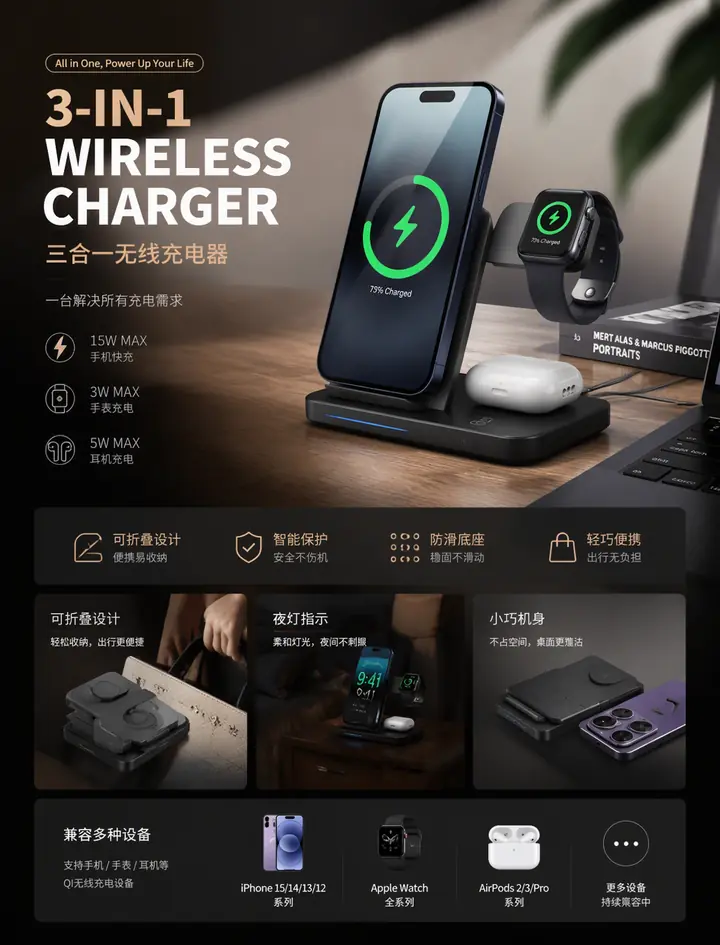 All in One, Power Up Your Life
3-IN-1
WIRELESS
CHARGER
三合一无线充电器
一台解决所有充电需求
15W MAX
手机快充
3W MAX
手表充电
5W MAX
耳机充电
79% Charged
MERT ALAS & MARCUS PIGGOTT
PORTRAITS
可折叠设计
便携易收纳
智能保护
安全不伤机
防滑底座
稳固不滑动
轻巧便携
出行无负担
可折叠设计
轻松收纳，出行更便捷
夜灯指示
柔和灯光，夜间不刺眼
9:41
小巧机身
不占空间，桌面更整洁
兼容多种设备
支持手机 / 手表 / 耳机等
QI无线充电设备
iPhone 15/14/13/12
系列
Apple Watch
全系列
AirPods 2/3/Pro
系列
更多设备
持续兼容中